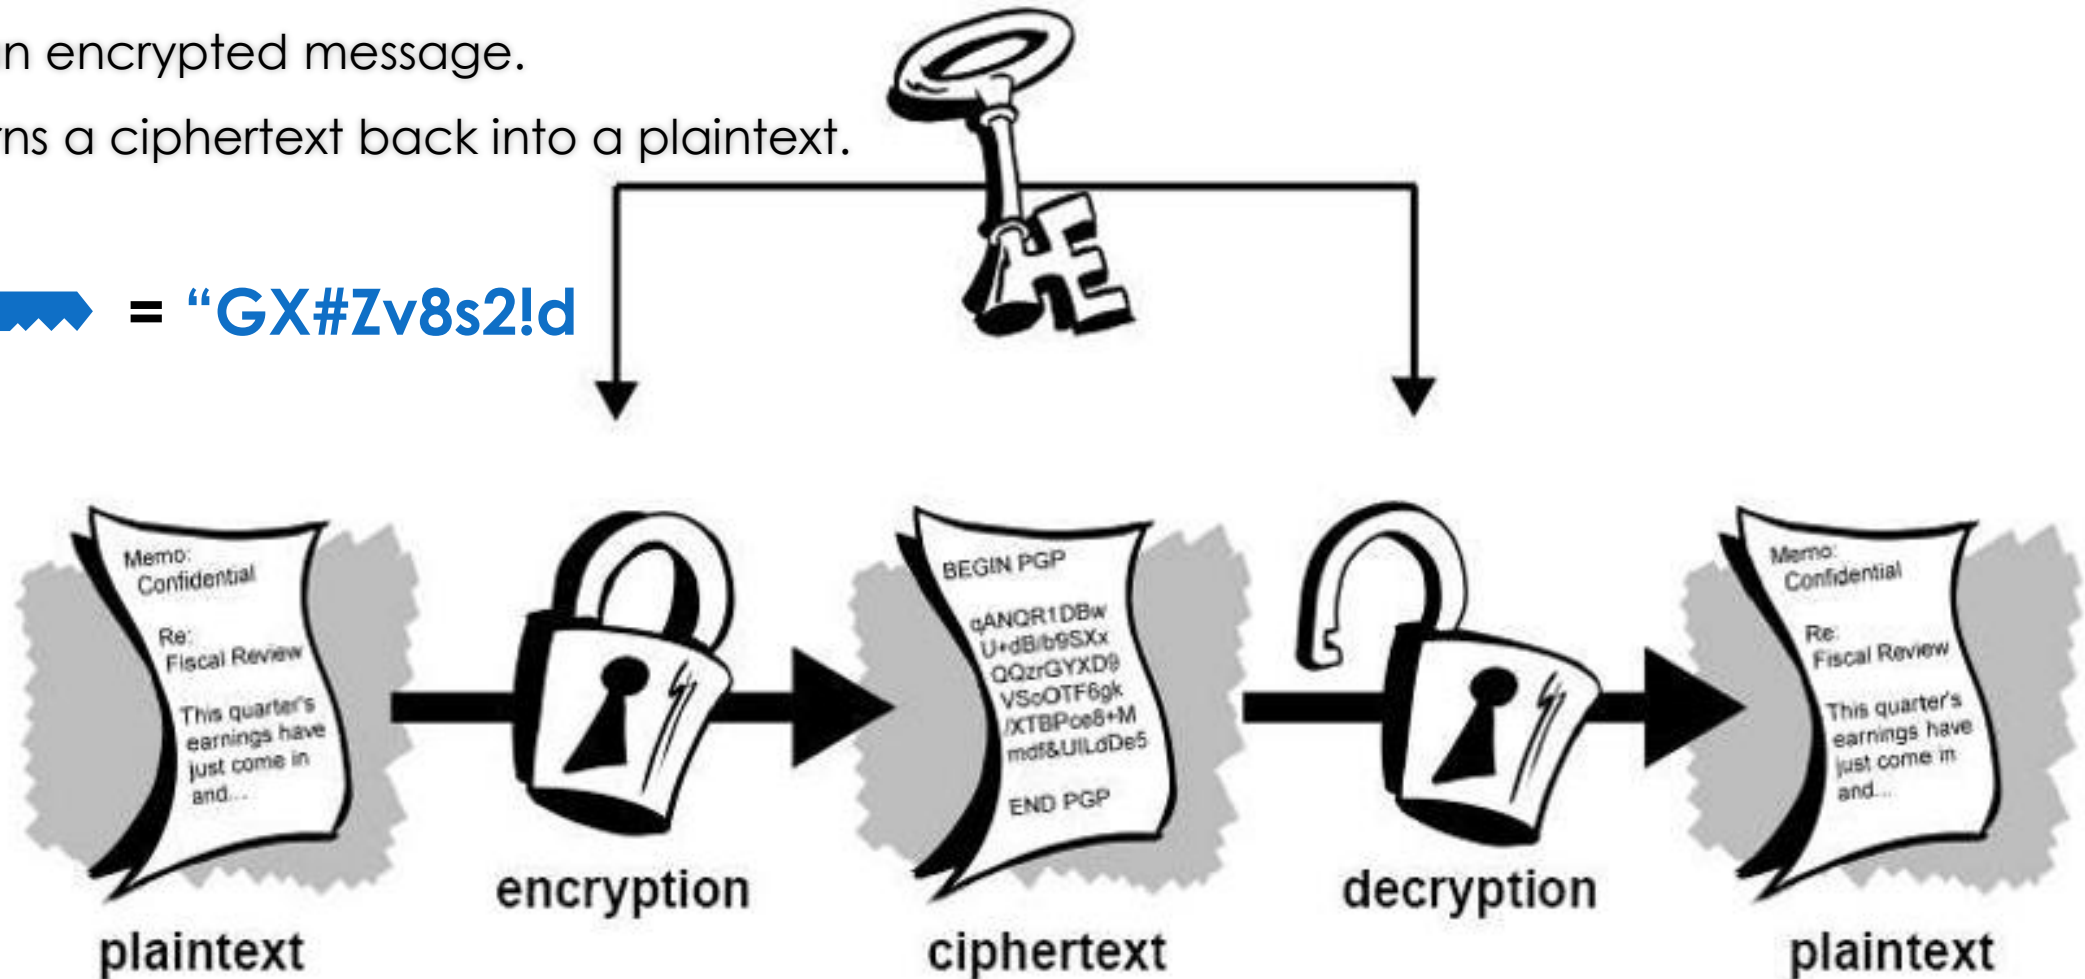 n encrypted message.
rns a ciphertext back into a plaintext.
= “GX#Zv8s2!d
Memo:
Confidential
Re:
Fiscal Review
This quarter's
earnings have
just come in
and...
encryption
plaintext
BEGIN PGP
qANQR1DBw
U+dB/b9SXx
QQzrGYXD9
VSoOTF6gk
/XTBPoe8+M
mdf&UILdDe5
END PGP
ciphertext
decryption
Memo:
Confidential
Re:
Fiscal Review
This quarter's
earnings have
just come in
and...
plaintext